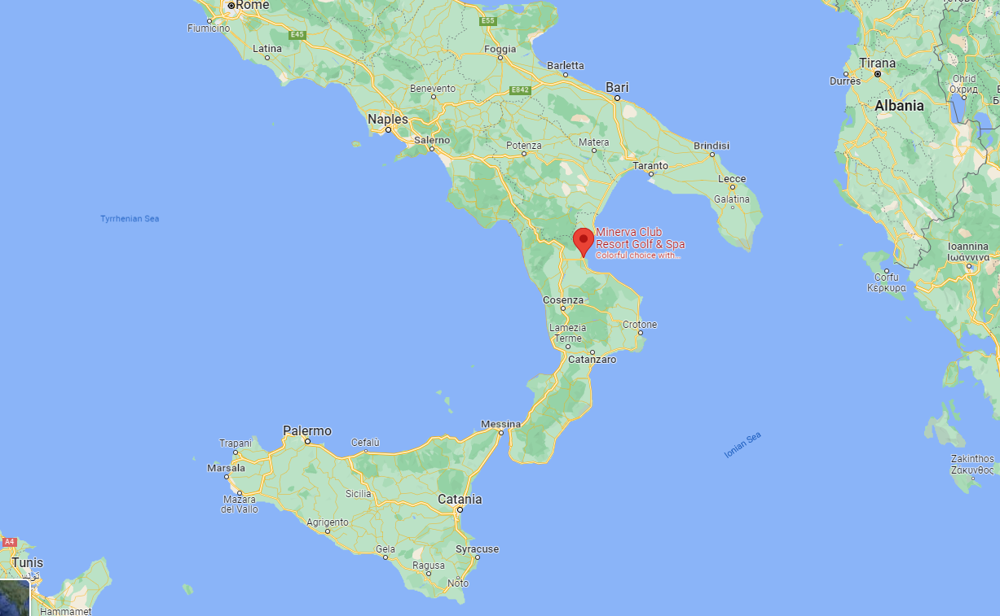 Rome
Fiumicino
E45
E55
Latina
Foggia
Barletta
Tirana
Durrës
Ohrid
Охрид
Albania
Benevento
E842
Bari
Naples
Salerno
Potenza
Matera
Brindisi
Taranto
Lecce
Galatina
Tyrrhenian Sea
Minerva Club
Resort Golf & Spa
Colorful choice with...
Ioannina
Ιωάννινα
Corfu
Κερκυρα
Cosenza
Crotone
Lamezia
Terme
Catanzaro
Messina
Palermo
Cefalù
Trapani
Marsala
Ionian Sea
Zakinthos
Ζακυνθος
Mazara
del Vallo
Sicilia
Catania
Agrigento
Gela
Syracuse
Ragusa
Noto
A4
Tunis
تونس
Hammamet